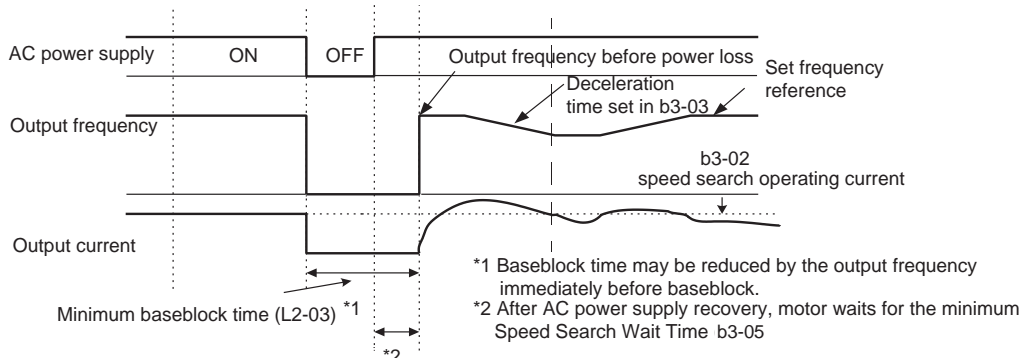 AC power supply
ON
OFF
Output frequency before power loss
Deceleration
time set in b3-03
Set frequency
reference
Output frequency
b3-02
speed search operating current
Output current
*1 Baseblock time may be reduced by the output frequency
immediately before baseblock.
Minimum baseblock time (L2-03) *1
*2 After AC power supply recovery, motor waits for the minimum
Speed Search Wait Time b3-05
*2